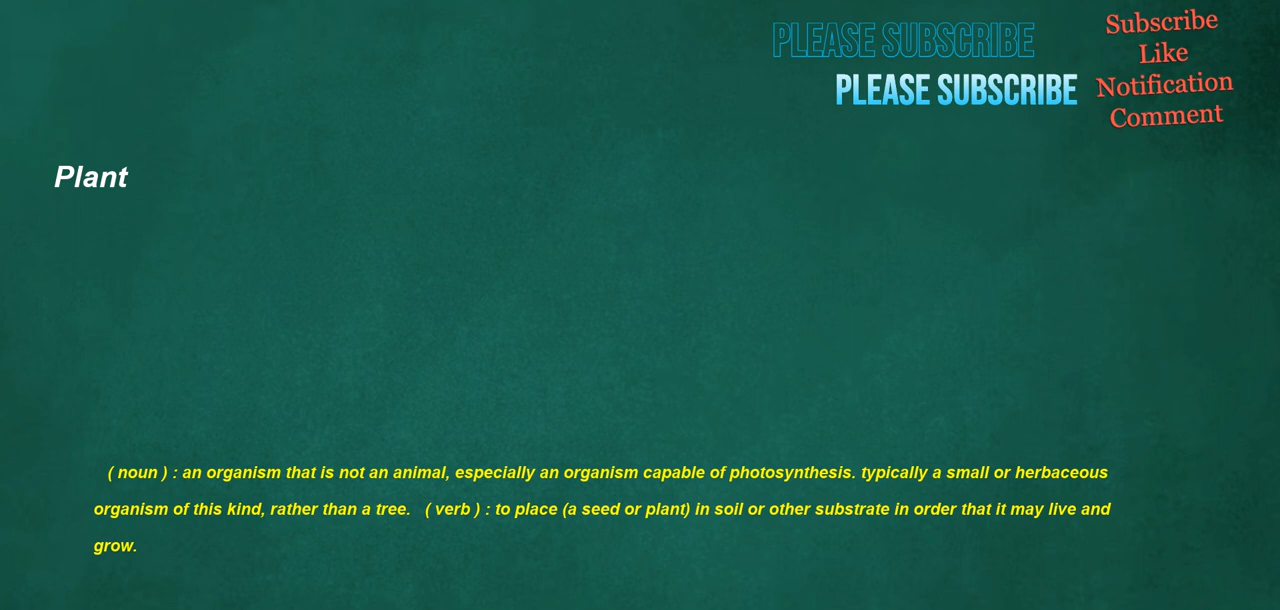 PLEASE SUBSCRIBE
PLEASE SUBSCRIBE
Subscribe
Like
Notification
Comment
Plant
( noun ) : an organism that is not an animal, especially an organism capable of photosynthesis. typically a small or herbaceous
organism of this kind, rather than a tree. ( verb ) : to place (a seed or plant) in soil or other substrate in order that it may live and
grow.